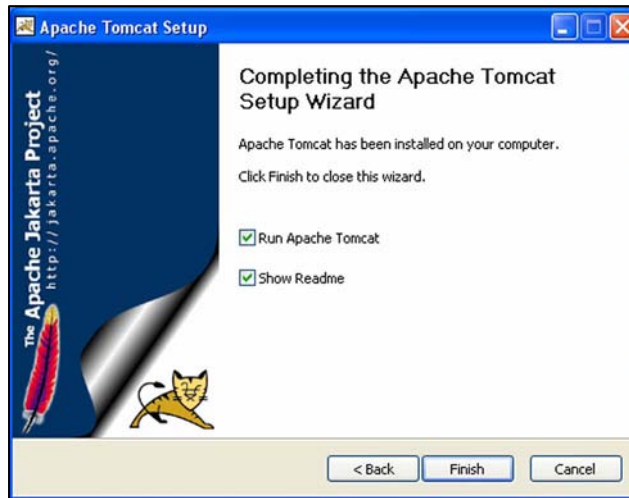 Apache Tomcat Setup
The Apache Jakarta Project
http://jakarta.apache.org/
Completing the Apache Tomcat
Setup Wizard
Apache Tomcat has been installed on your computer.
Click Finish to close this wizard.
Run Apache Tomcat
Show Readme
< Back
Finish
Cancel